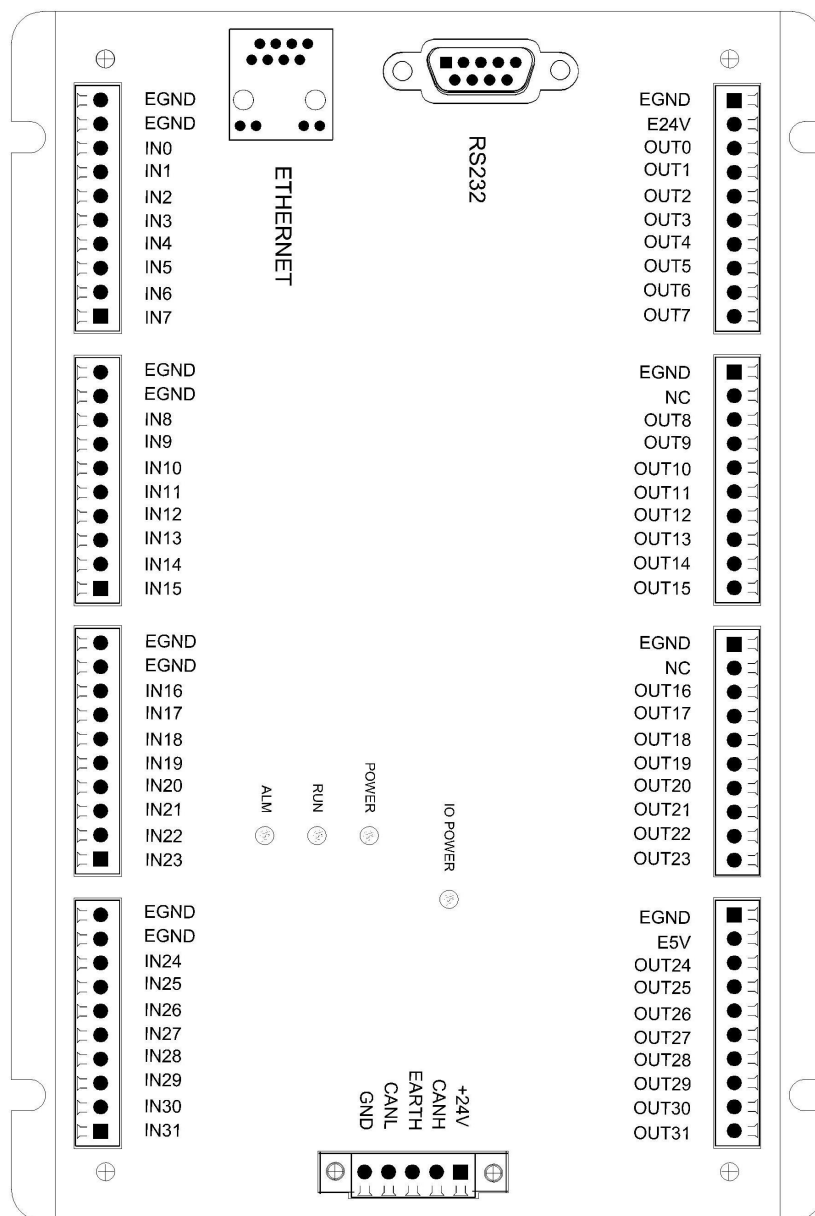 ETHERNET
RS232
EGND
EGND
IN0
IN1
IN2
IN3
IN4
IN5
IN6
IN7
EGND
EGND
IN8
IN9
IN10
IN11
IN12
IN13
IN14
IN15
EGND
EGND
IN16
IN17
IN18
IN19
IN20
IN21
IN22
IN23
EGND
EGND
IN24
IN25
IN26
IN27
IN28
IN29
IN30
IN31
ALM
RUN
POWER
IO POWER
EGND
E24V
OUT0
OUT1
OUT2
OUT3
OUT4
OUT5
OUT6
OUT7
EGND
NC
OUT8
OUT9
OUT10
OUT11
OUT12
OUT13
OUT14
OUT15
EGND
NC
OUT16
OUT17
OUT18
OUT19
OUT20
OUT21
OUT22
OUT23
EGND
E5V
OUT24
OUT25
OUT26
OUT27
OUT28
OUT29
OUT30
OUT31
GND
CANL
EARTH
CANH
+24V